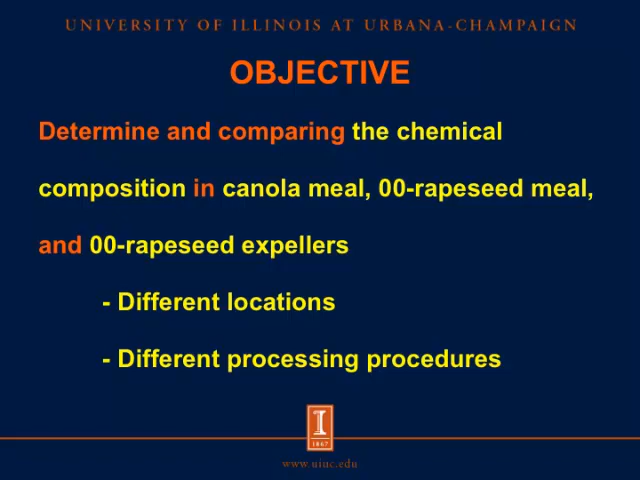 UNIVERSITY OF ILLINOIS AT URBANA-CHAMPAIGN
OBJECTIVE
Determine and comparing the chemical
composition in canola meal, 00-rapeseed meal,
and 00-rapeseed expellers
- Different locations
- Different processing procedures
I
1867
www.uiuc.edu